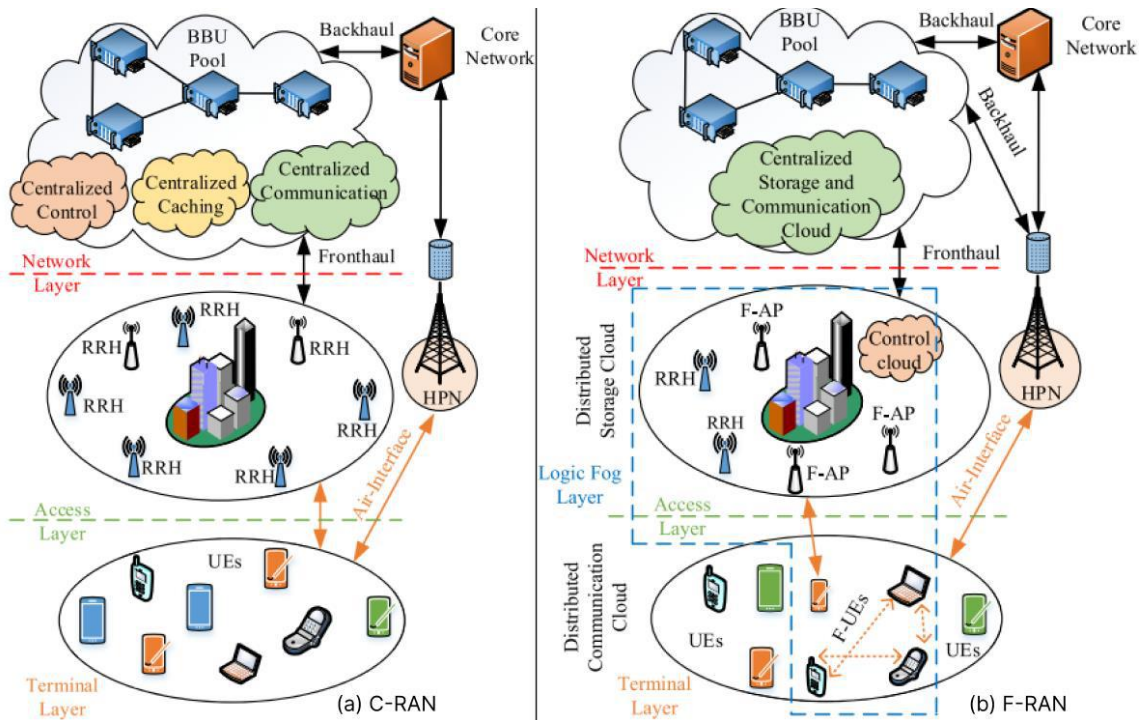 BBU
Pool
Backhaul
Core
Network
Centralized
Control
Centralized
Caching
Centralized
Communication
Fronthaul
Network
Layer
RRH
RRH
RRH
RRH
RRH
RRH
RRH
HPN
Air-Interface
Access
Layer
UEs
Terminal
Layer
(a) C-RAN
BBU
Pool
Backhaul
Core
Network
Backhaul
Centralized
Storage and
Communication
Cloud
Fronthaul
Network
Layer
Distributed
Storage Cloud
F-AP
Control
cloud
RRH
HPN
F-AP
RRH
F-AP
Logic Fog
Layer
Air-Interface
Access
Layer
Distributed
Communication
Cloud
F-UEs
UEs
UEs
Terminal
Layer
(b) F-RAN